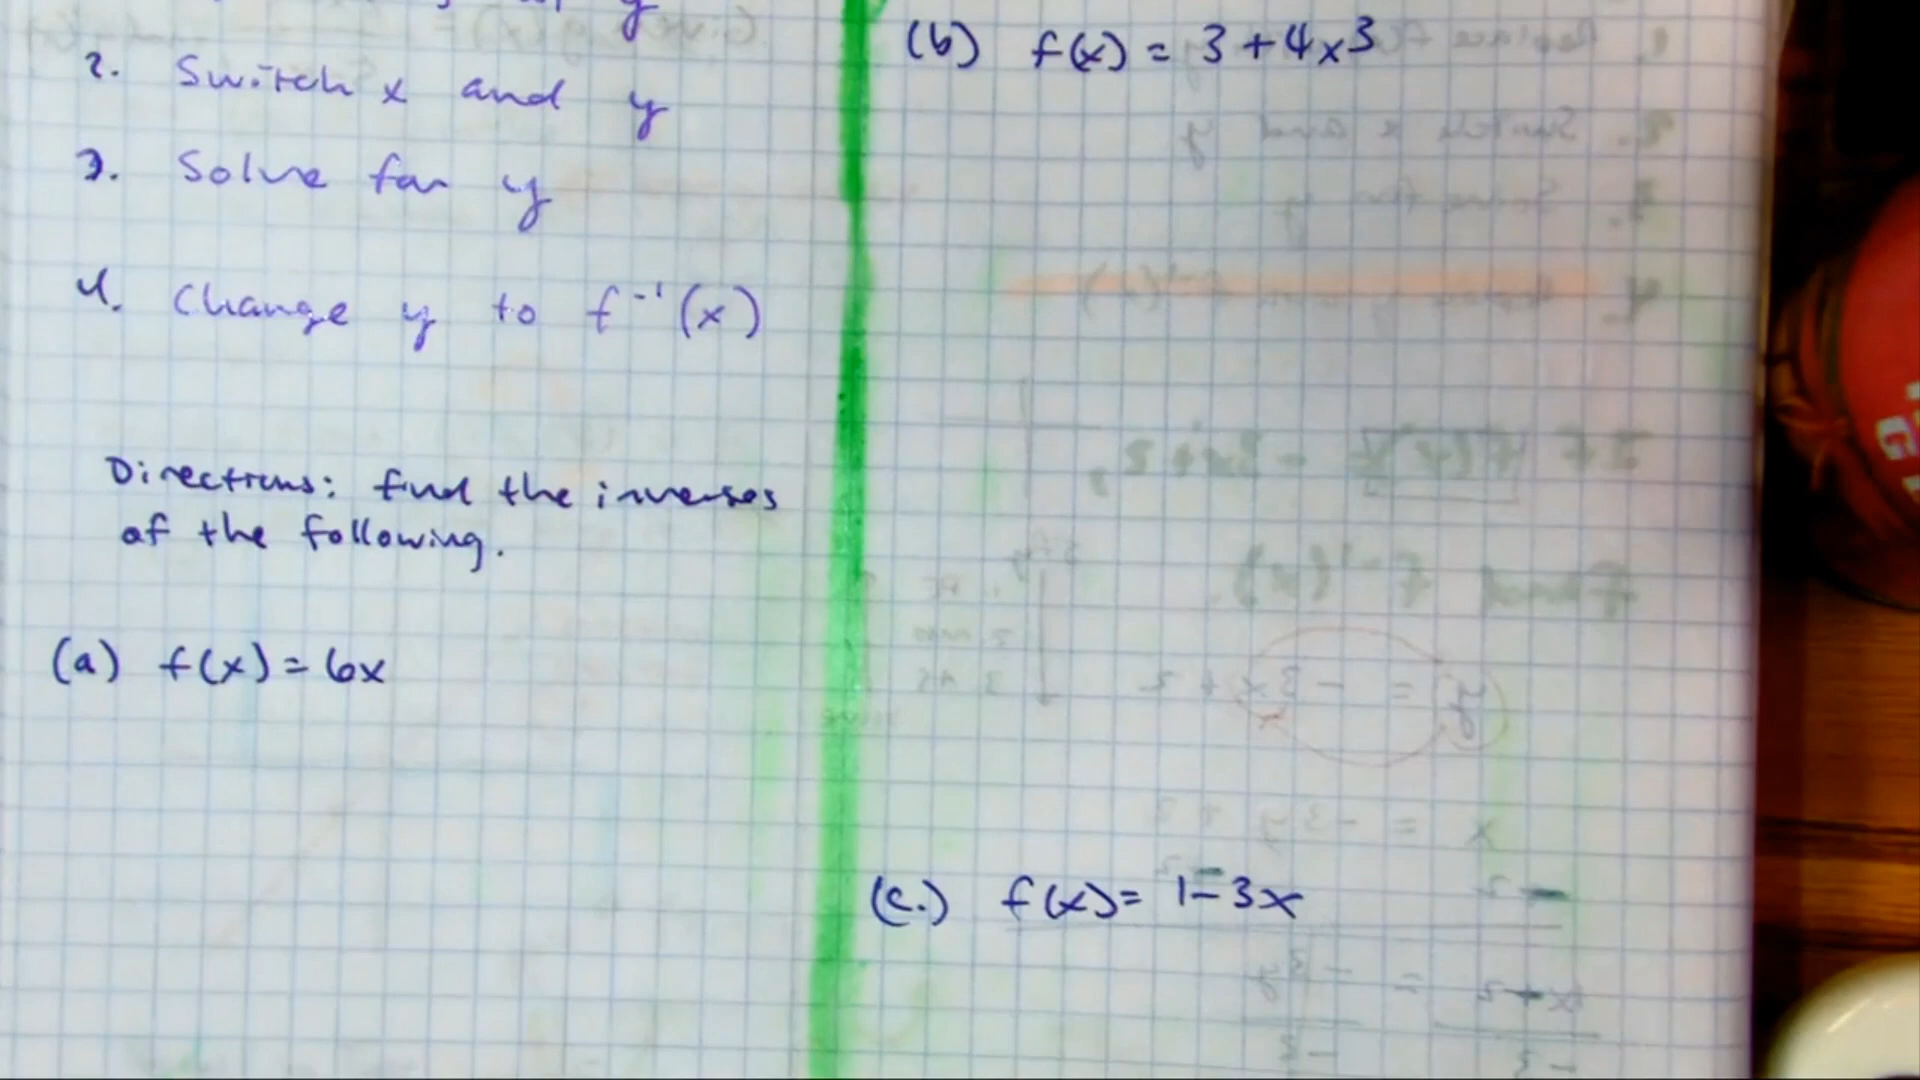 2. Switch x and y
3. Solve for y
4. Change y to f⁻¹(x)
Directions: find the inverses
of the following.
(a) f(x) = 6x
(b) f(x) = 3 + 4x³
(c.) f(x) = 1 - 3x